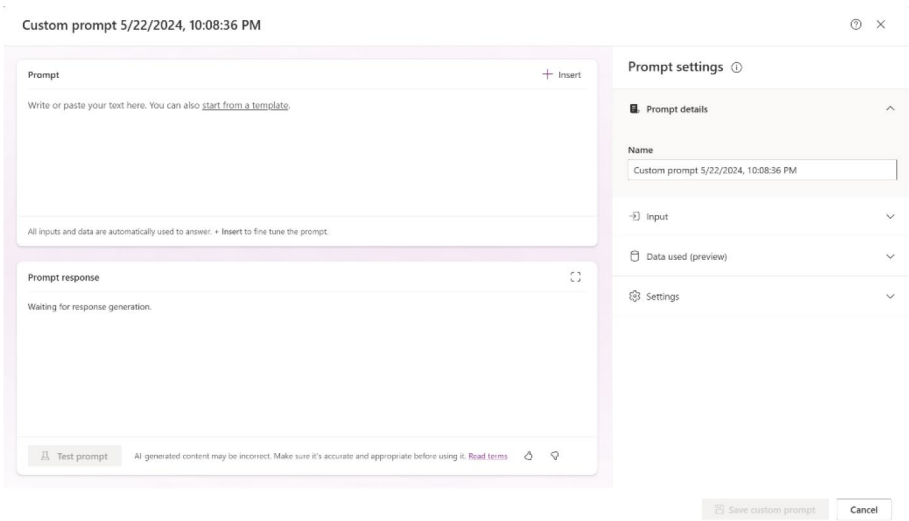 Custom prompt 5/22/2024, 10:08:36 PM
Prompt
Insert
Write or paste your text here. You can also start from a template.
All inputs and data are automatically used to answer. + Insert to fine tune the prompt.
Prompt response
Waiting for response generation.
Test prompt
AI-generated content may be incorrect. Make sure it's accurate and appropriate before using it. Read terms
Prompt settings
Prompt details
Name
Custom prompt 5/22/2024, 10:08:36 PM
Input
Data used (preview)
Settings
Save custom prompt
Cancel